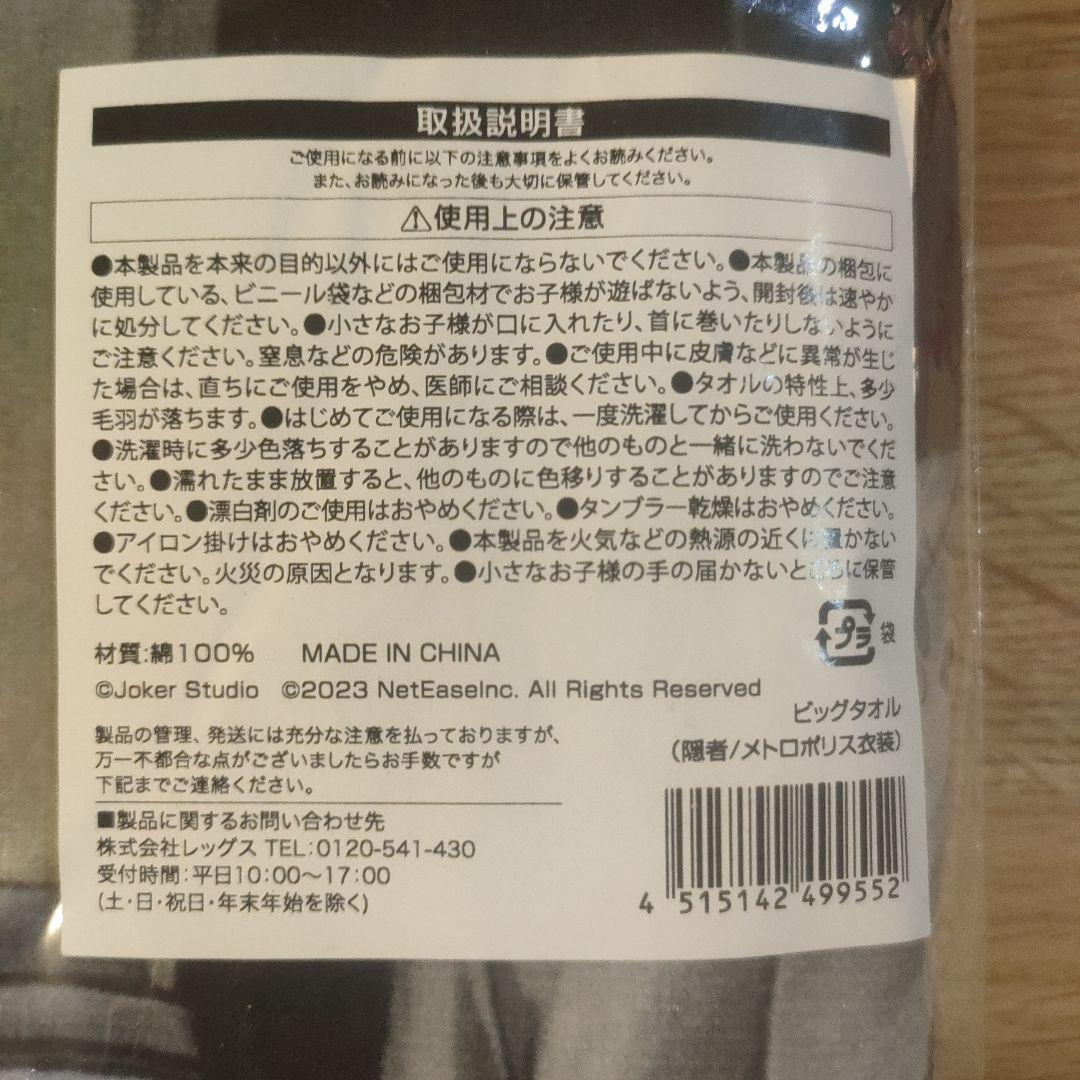 取扱説明書
ご使用になる前に以下の注意事項をよくお読みください。
また、お読みになった後も大切に保管してください。
⚠使用上の注意
●本製品を本来の目的以外にはご使用にならないでください。●本製品の梱包に
使用している、ビニール袋などの梱包材でお子様が遊ばないよう、開封後は速やか
に処分してください。●小さなお子様が口に入れたり、首に巻いたりしないように
ご注意ください。窒息などの危険があります。●ご使用中に皮膚などに異常が生じ
た場合は、直ちにご使用をやめ、医師にご相談ください。●タオルの特性上、多少
毛羽が落ちます。●はじめてご使用になる際は、一度洗濯してからご使用ください。
●洗濯時に多少色落ちすることがありますので他のものと一緒に洗わないでくだ
さい。●濡れたまま放置すると、他のものに色移りすることがありますのでご注意
ください。●漂白剤のご使用はおやめください。●タンブラー乾燥はおやめください。
●アイロン掛けはおやめください。●本製品を火気などの熱源の近くに置かない
でください。火災の原因となります。●小さなお子様の手の届かないところに保管
してください。
プラ 袋
材質:綿100% MADE IN CHINA
©Joker Studio ©2023 NetEaseInc. All Rights Reserved
ビッグタオル
(隠者/メトロポリス衣装)
製品の管理、発送には充分な注意を払っておりますが、
万一不都合な点がございましたらお手数ですが
下記までご連絡ください。
■製品に関するお問い合わせ先
株式会社レッグス TEL:0120-541-430
受付時間:平日10:00〜17:00
(土・日・祝日・年末年始を除く)
4 515142 499552